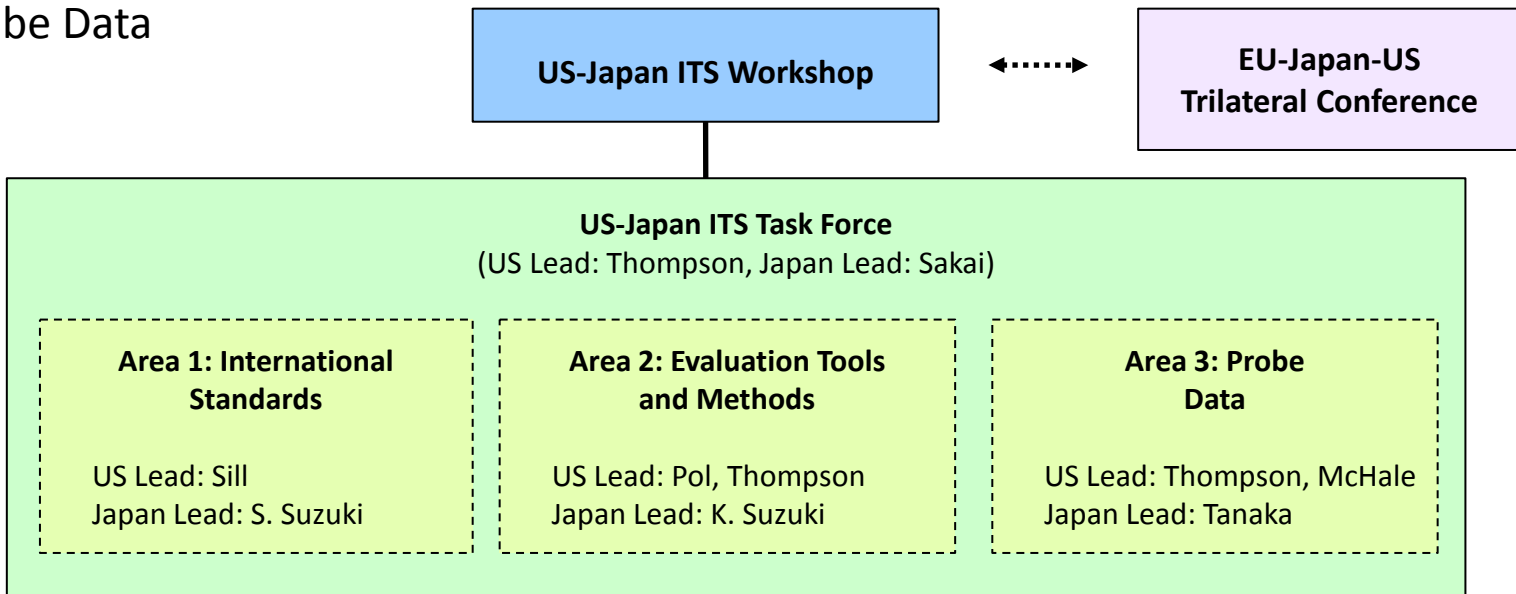 be Data
US-Japan ITS Workshop
EU-Japan-US
Trilateral Conference
US-Japan ITS Task Force
(US Lead: Thompson, Japan Lead: Sakai)
Area 1: International
Standards
US Lead: Sill
Japan Lead: S. Suzuki
Area 2: Evaluation Tools
and Methods
US Lead: Pol, Thompson
Japan Lead: K. Suzuki
Area 3: Probe
Data
US Lead: Thompson, McHale
Japan Lead: Tanaka